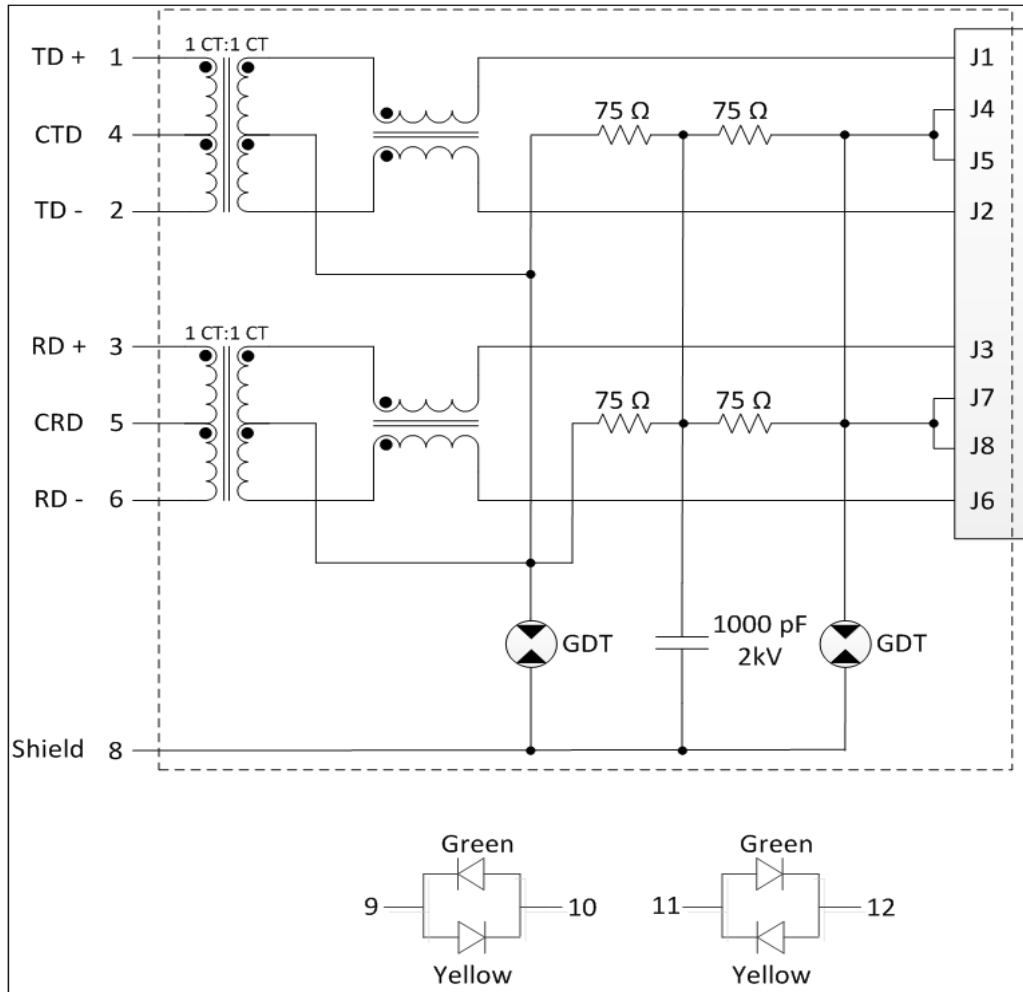 1 CT:1 CT
TD + 1
J1
75 Ω 75 Ω
J4
CTD 4
J5
TD - 2
J2
1 CT:1 CT
RD + 3
J3
75 Ω 75 Ω
J7
CRD 5
J8
RD - 6
J6
GDT
1000 pF
2kV
GDT
Shield 8
Green Green
9 10 11 12
Yellow Yellow